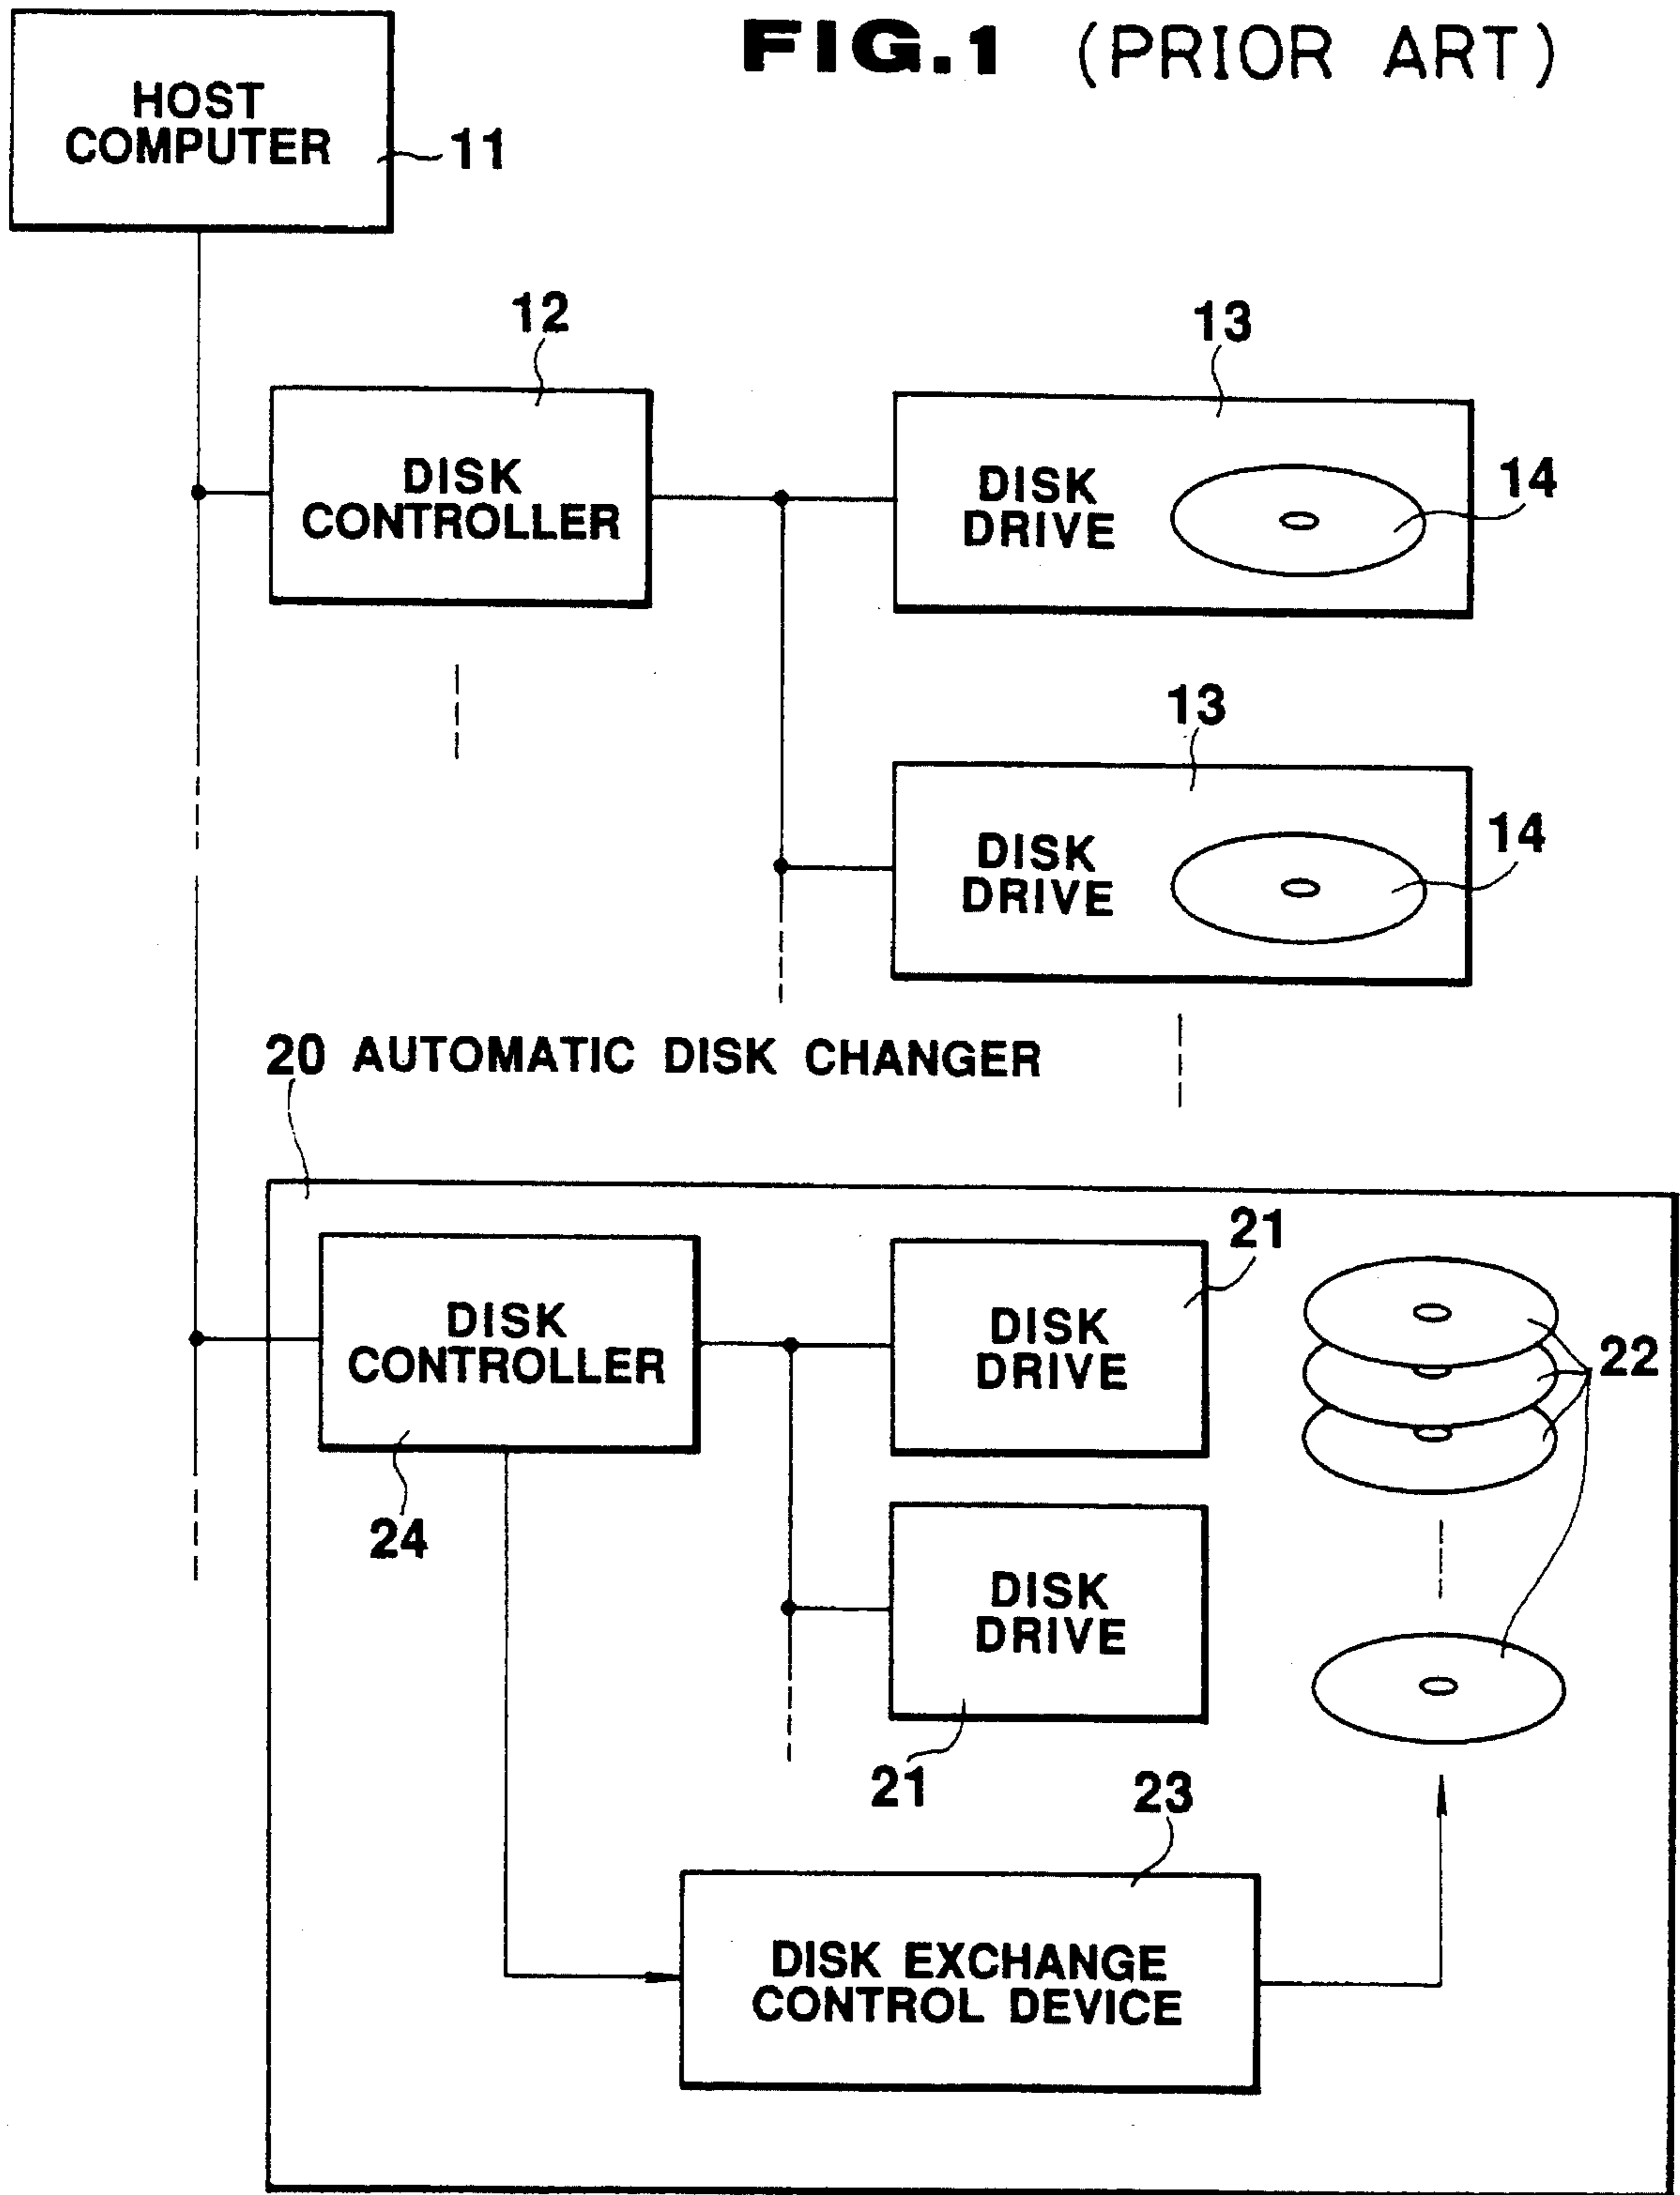 FIG.1 (PRIOR ART)
HOST
COMPUTER
11
12
13
DISK
CONTROLLER
DISK
DRIVE
14
13
DISK
DRIVE
14
20 AUTOMATIC DISK CHANGER
21
DISK
CONTROLLER
DISK
DRIVE
22
24
DISK
DRIVE
21
23
DISK EXCHANGE
CONTROL DEVICE